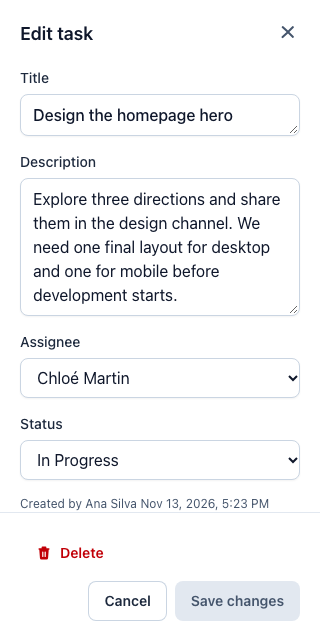 Edit task
Title
Design the homepage hero
Description
Explore three directions and share
them in the design channel. We
need one final layout for desktop
and one for mobile before
development starts.
Assignee
Chloé Martin
Status
In Progress
Created by Ana Silva Nov 13, 2026, 5:23 PM
Delete
Cancel
Save changes